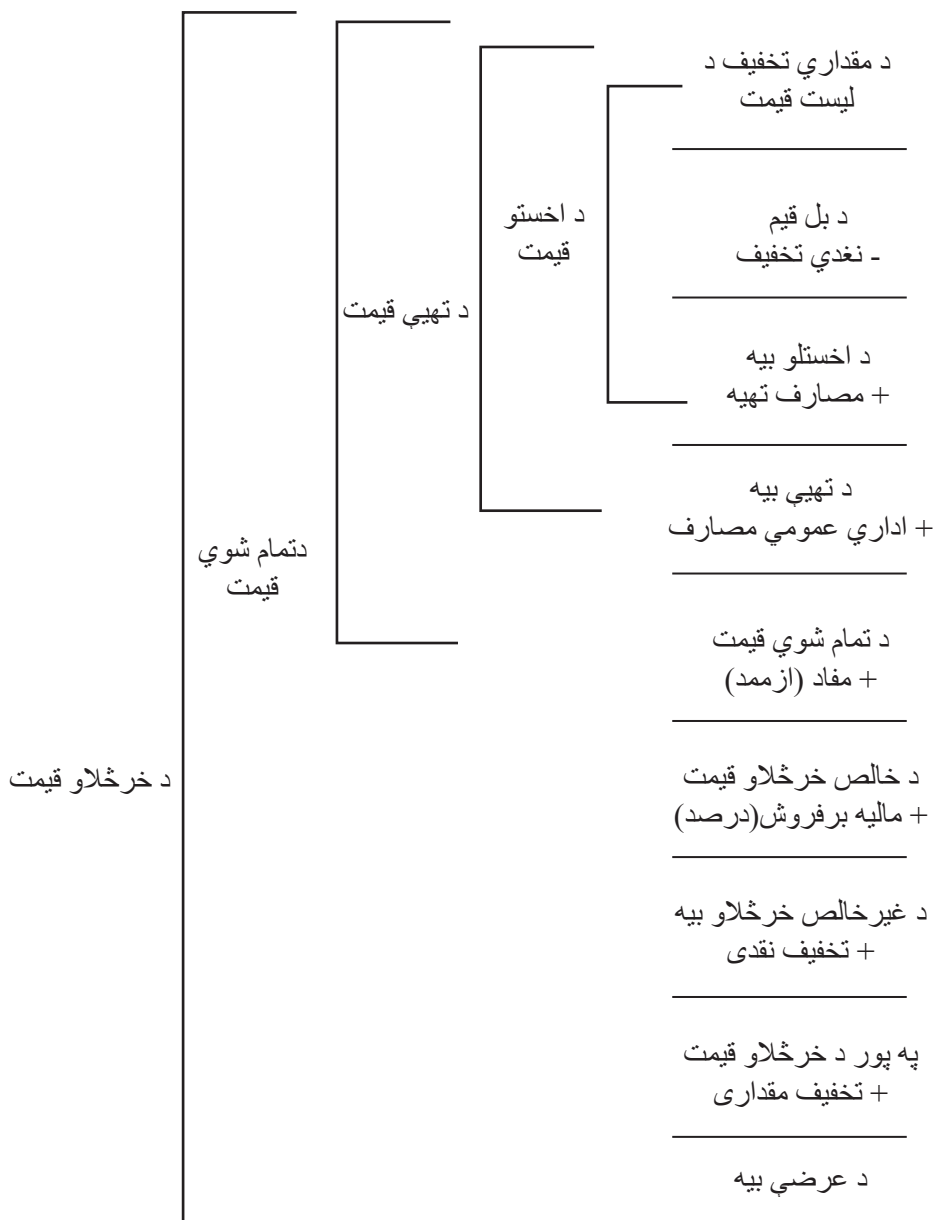 د مقداري تخفيف د
ليست قيمت
د بل قيم
- نغدي تخفيف
د اخستلو بيه
+ مصارف تهيه
د تهيې بيه
+ اداري عمومي مصارف
د تمام شوي قيمت
+ مفاد (ازممد)
د خالص خرڅلاو قيمت
+ ماليه برفروش(درصد)
د غيرخالص خرڅلاو بيه
+ تخفيف نقدى
په پور د خرڅلاو قيمت
+ تخفيف مقدارى
د عرضې بيه
د اخستو
قيمت
د تهيې قيمت
دتمام شوي
قيمت
د خرڅلاو قيمت